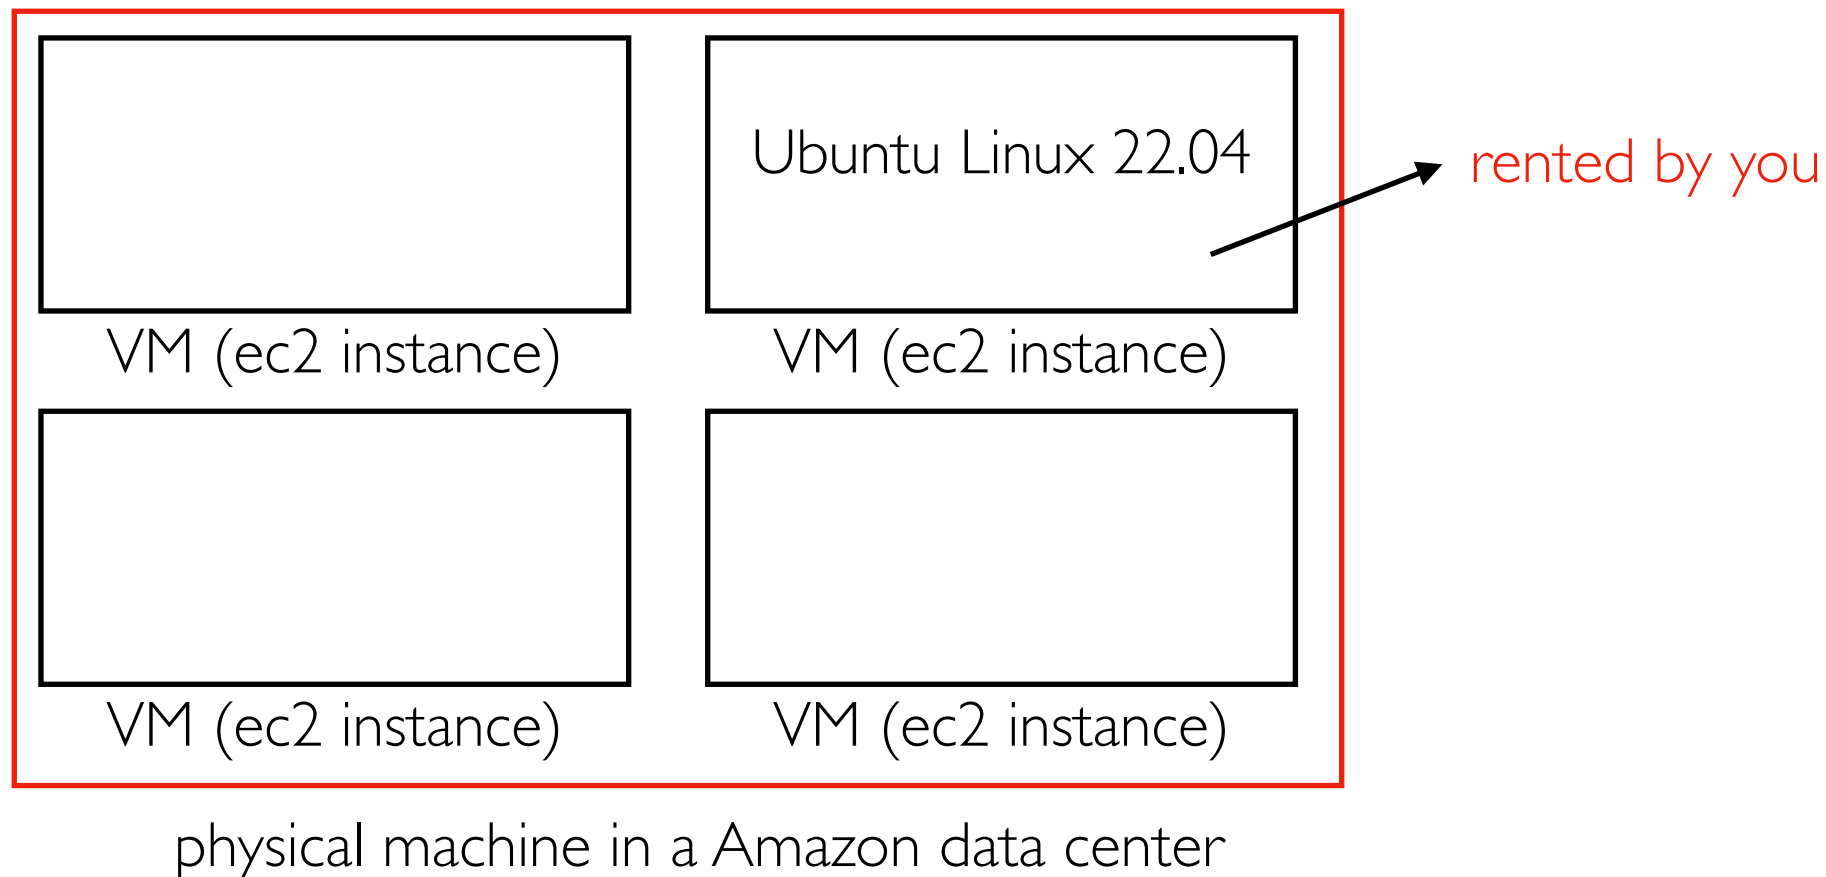 Ubuntu Linux 22.04
rented by you
VM (ec2 instance)
VM (ec2 instance)
VM (ec2 instance)
VM (ec2 instance)
physical machine in a Amazon data center